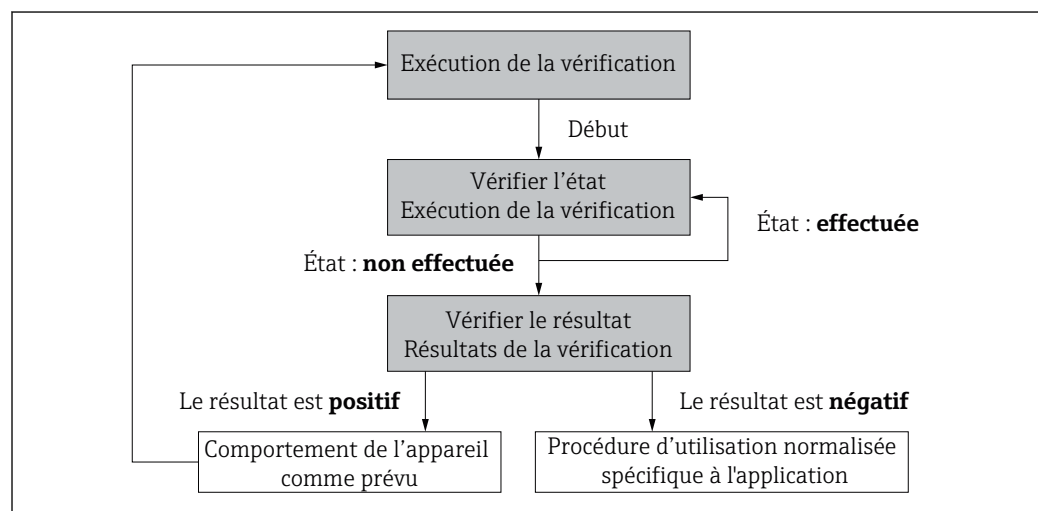 Exécution de la vérification
Début
Vérifier l’état
Exécution de la vérification
État : effectuée
État : non effectuée
Vérifier le résultat
Résultats de la vérification
Le résultat est positif
Le résultat est négatif
Comportement de l’appareil
comme prévu
Procédure d’utilisation normalisée
spécifique à l'application